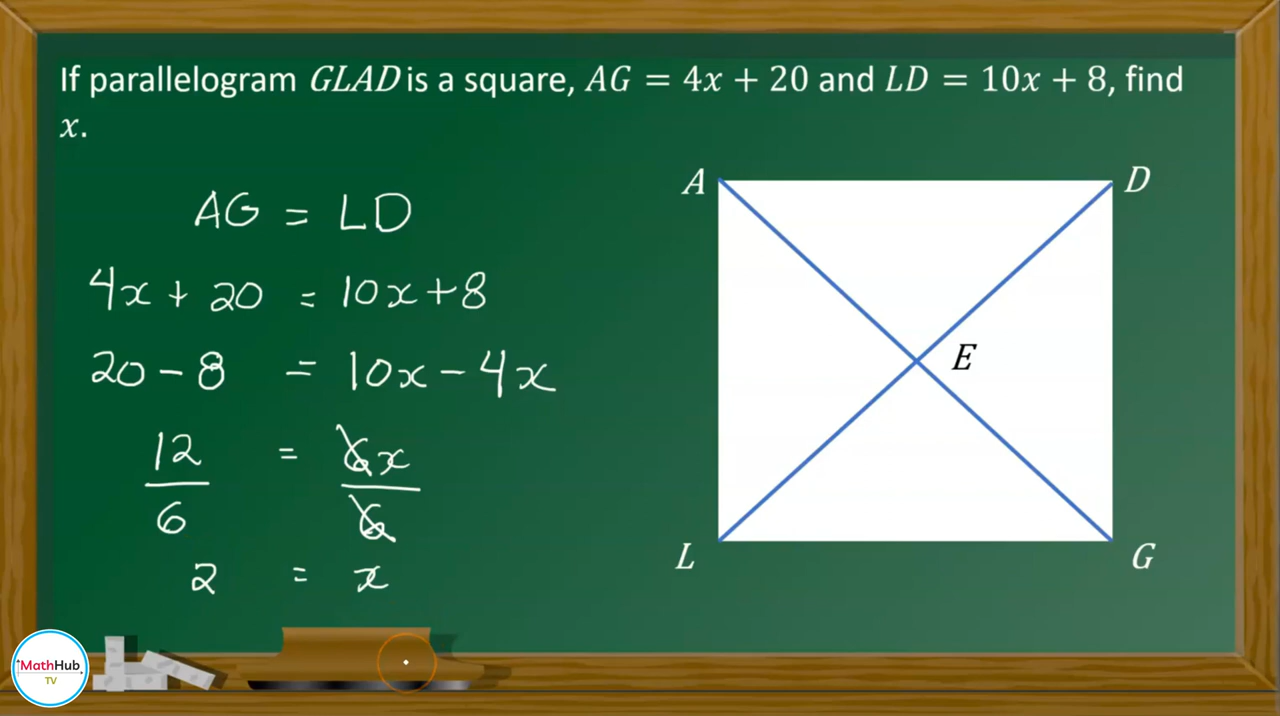 If parallelogram GLAD is a square, AG = 4x + 20 and LD = 10x + 8, find
x.
AG = LD
4x + 20 = 10x + 8
20 - 8 = 10x - 4x
12 = 6x
6 6
2 = x
A
D
E
L
G
MathHub
TV